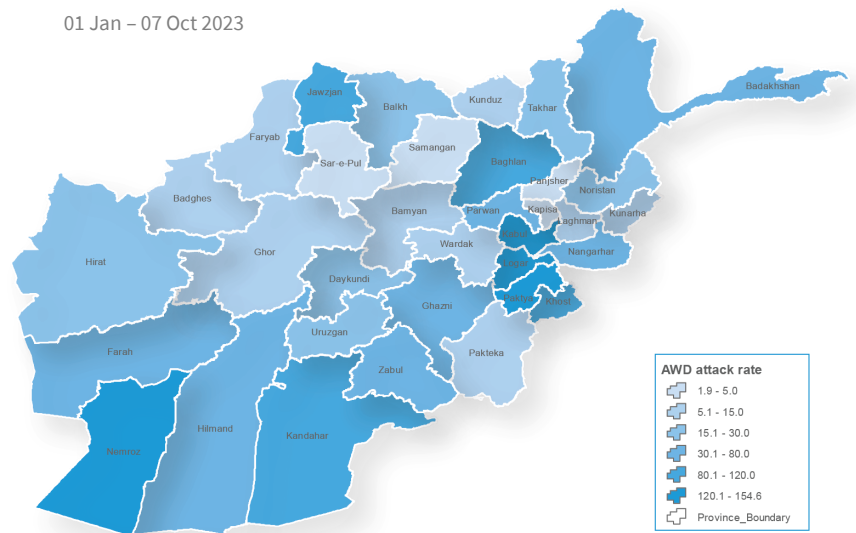 01 Jan – 07 Oct 2023
Jawzjan
Balkh
Kunduz
Takhar
Badakhshan
Faryab
Samangan
Sar-e-Pul
Baghlan
Panjsher
Badghes
Noristan
Bamyan
Parwan
Kapisa
Laghman
Kunarha
Kabul
Wardak
Nangarhar
Ghor
Hirat
Logar
Daykundi
Paktya
Khost
Ghazni
Uruzgan
Farah
Pakteka
Zabul
Nemroz
Hilmand
Kandahar
AWD attack rate
1.9 - 5.0
5.1 - 15.0
15.1 - 30.0
30.1 - 80.0
80.1 - 120.0
120.1 - 154.6
Province_Boundary